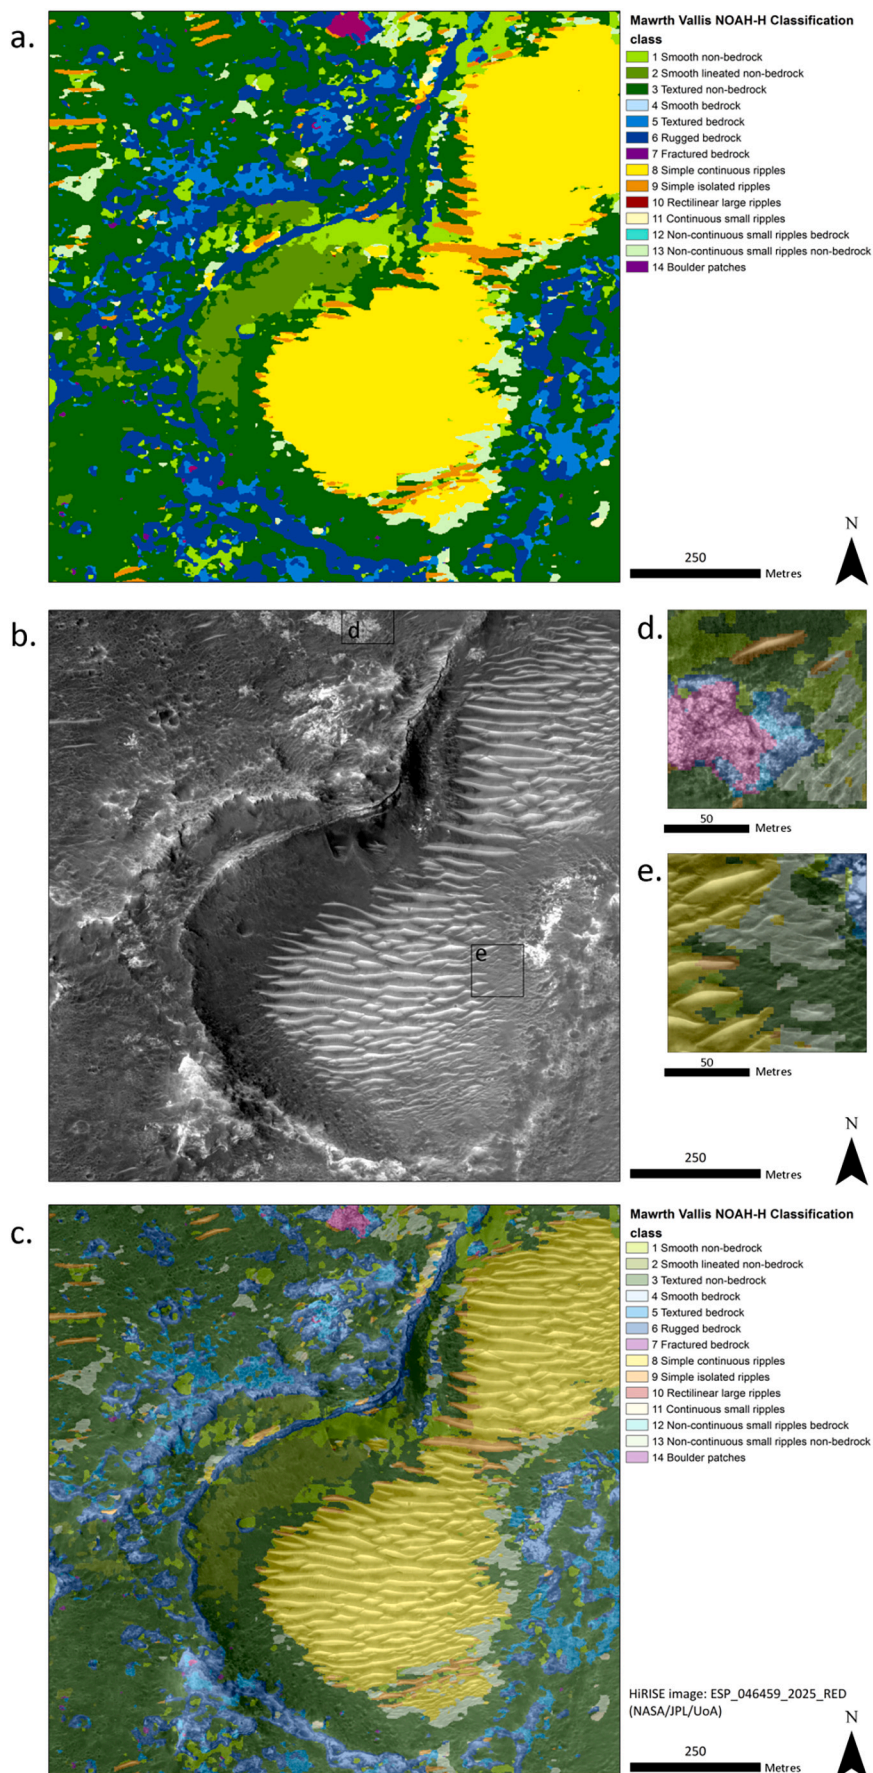 a.
Mawrth Vallis NOAH-H Classification
class
1 Smooth non-bedrock
2 Smooth lineated non-bedrock
3 Textured non-bedrock
4 Smooth bedrock
5 Textured bedrock
6 Rugged bedrock
7 Fractured bedrock
8 Simple continuous ripples
9 Simple isolated ripples
10 Rectilinear large ripples
11 Continuous small ripples
12 Non-continuous small ripples bedrock
13 Non-continuous small ripples non-bedrock
14 Boulder patches
N
250
Metres
b.
d
e
d.
50
Metres
e.
50
Metres
N
250
Metres
c.
Mawrth Vallis NOAH-H Classification
class
1 Smooth non-bedrock
2 Smooth lineated non-bedrock
3 Textured non-bedrock
4 Smooth bedrock
5 Textured bedrock
6 Rugged bedrock
7 Fractured bedrock
8 Simple continuous ripples
9 Simple isolated ripples
10 Rectilinear large ripples
11 Continuous small ripples
12 Non-continuous small ripples bedrock
13 Non-continuous small ripples non-bedrock
14 Boulder patches
HiRISE image: ESP_046459_2025_RED
(NASA/JPL/UoA)
N
250
Metres